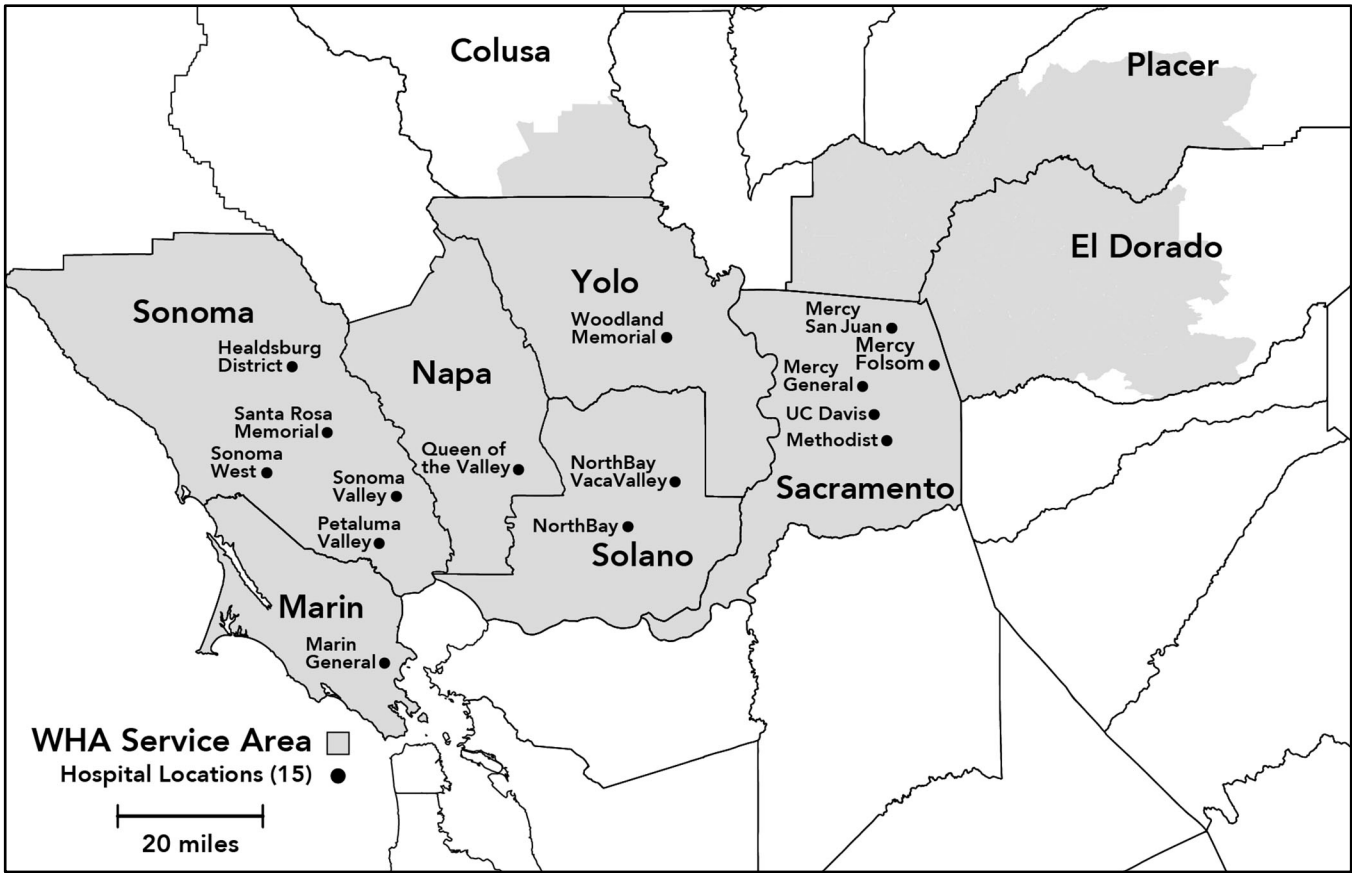 Colusa
Placer
El Dorado
Yolo
Woodland
Memorial
Sonoma
Healdsburg
District
Santa Rosa
Memorial
Sonoma
West
Sonoma
Valley
Petaluma
Valley
Napa
Queen of
the Valley
NorthBay
VacaValley
NorthBay
Solano
Mercy
San Juan
Mercy
Folsom
Mercy
General
UC Davis
Methodist
Sacramento
Marin
Marin
General
WHA Service Area
Hospital Locations (15)
20 miles